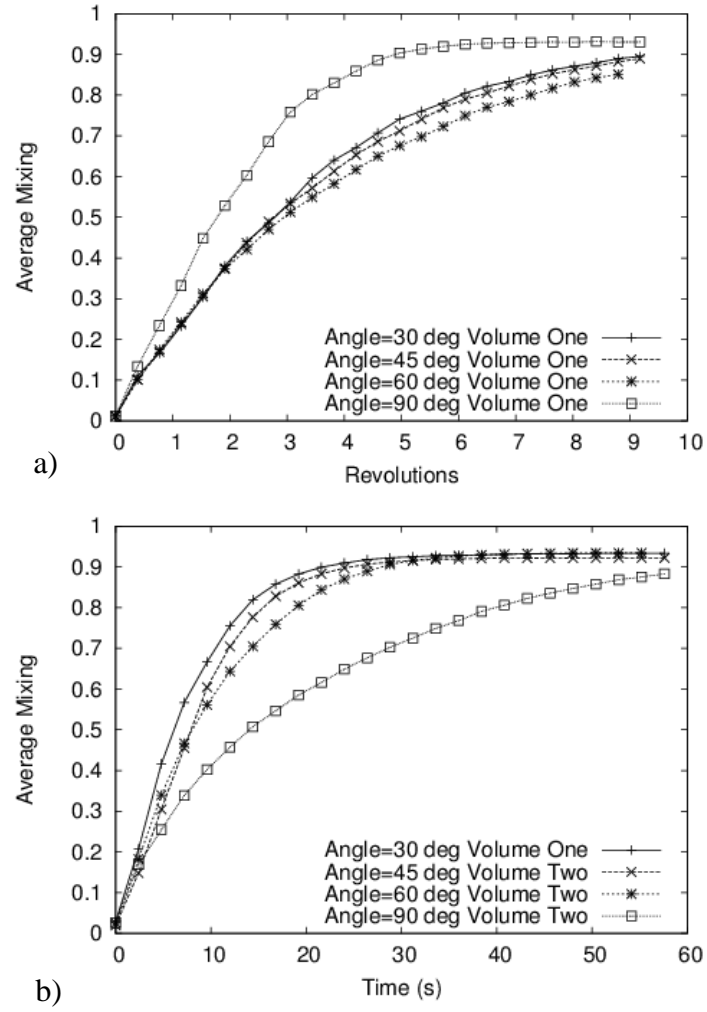 1
0.9
0.8
0.7
0.6
0.5
0.4
0.3
0.2
0.1
0
Average Mixing
Angle=30 deg Volume One
Angle=45 deg Volume One
Angle=60 deg Volume One
Angle=90 deg Volume One
0 1 2 3 4 5 6 7 8 9 10
Revolutions
a)
1
0.9
0.8
0.7
0.6
0.5
0.4
0.3
0.2
0.1
0
Average Mixing
Angle=30 deg Volume One
Angle=45 deg Volume Two
Angle=60 deg Volume Two
Angle=90 deg Volume Two
0 10 20 30 40 50 60
Time (s)
b)